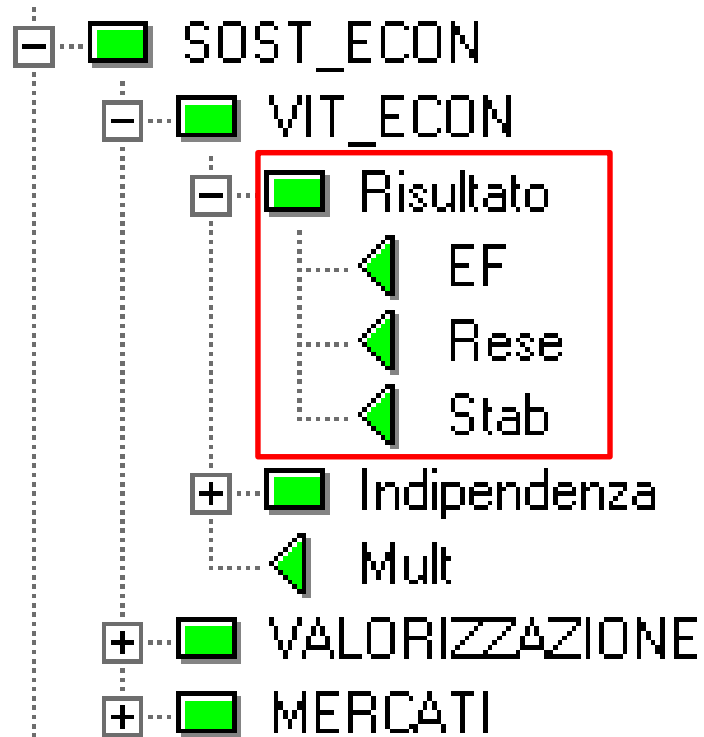 SOST_ECON
VIT_ECON
Risultato
EF
Rese
Stab
Indipendenza
Mult
VALORIZZAZIONE
MERCATI